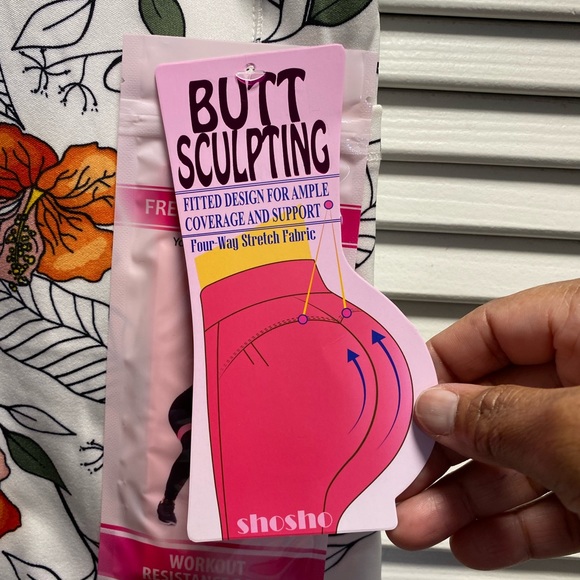 BUTT
SCULPTING
FITTED DESIGN FOR AMPLE
COVERAGE AND SUPPORT
Four-Way Stretch Fabric
shosho
FRE
WORKOUT